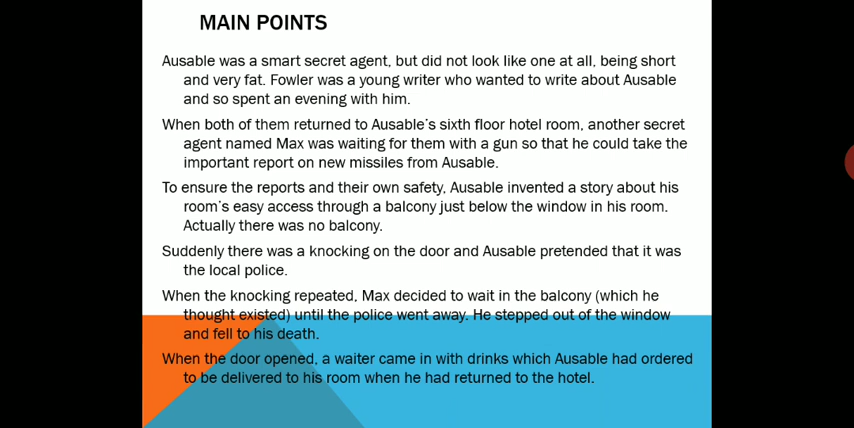 MAIN POINTS
Ausable was a smart secret agent, but did not look like one at all, being short
and very fat. Fowler was a young writer who wanted to write about Ausable
and so spent an evening with him.
When both of them returned to Ausable's sixth floor hotel room, another secret
agent named Max was waiting for them with a gun so that he could take the
important report on new missiles from Ausable.
To ensure the reports and their own safety, Ausable invented a story about his
room's easy access through a balcony just below the window in his room.
Actually there was no balcony.
Suddenly there was a knocking on the door and Ausable pretended that it was
the local police.
When the knocking repeated, Max decided to wait in the balcony (which he
thought existed) until the police went away. He stepped out of the window
and fell to his death.
When the door opened, a waiter came in with drinks which Ausable had ordered
to be delivered to his room when he had returned to the hotel.